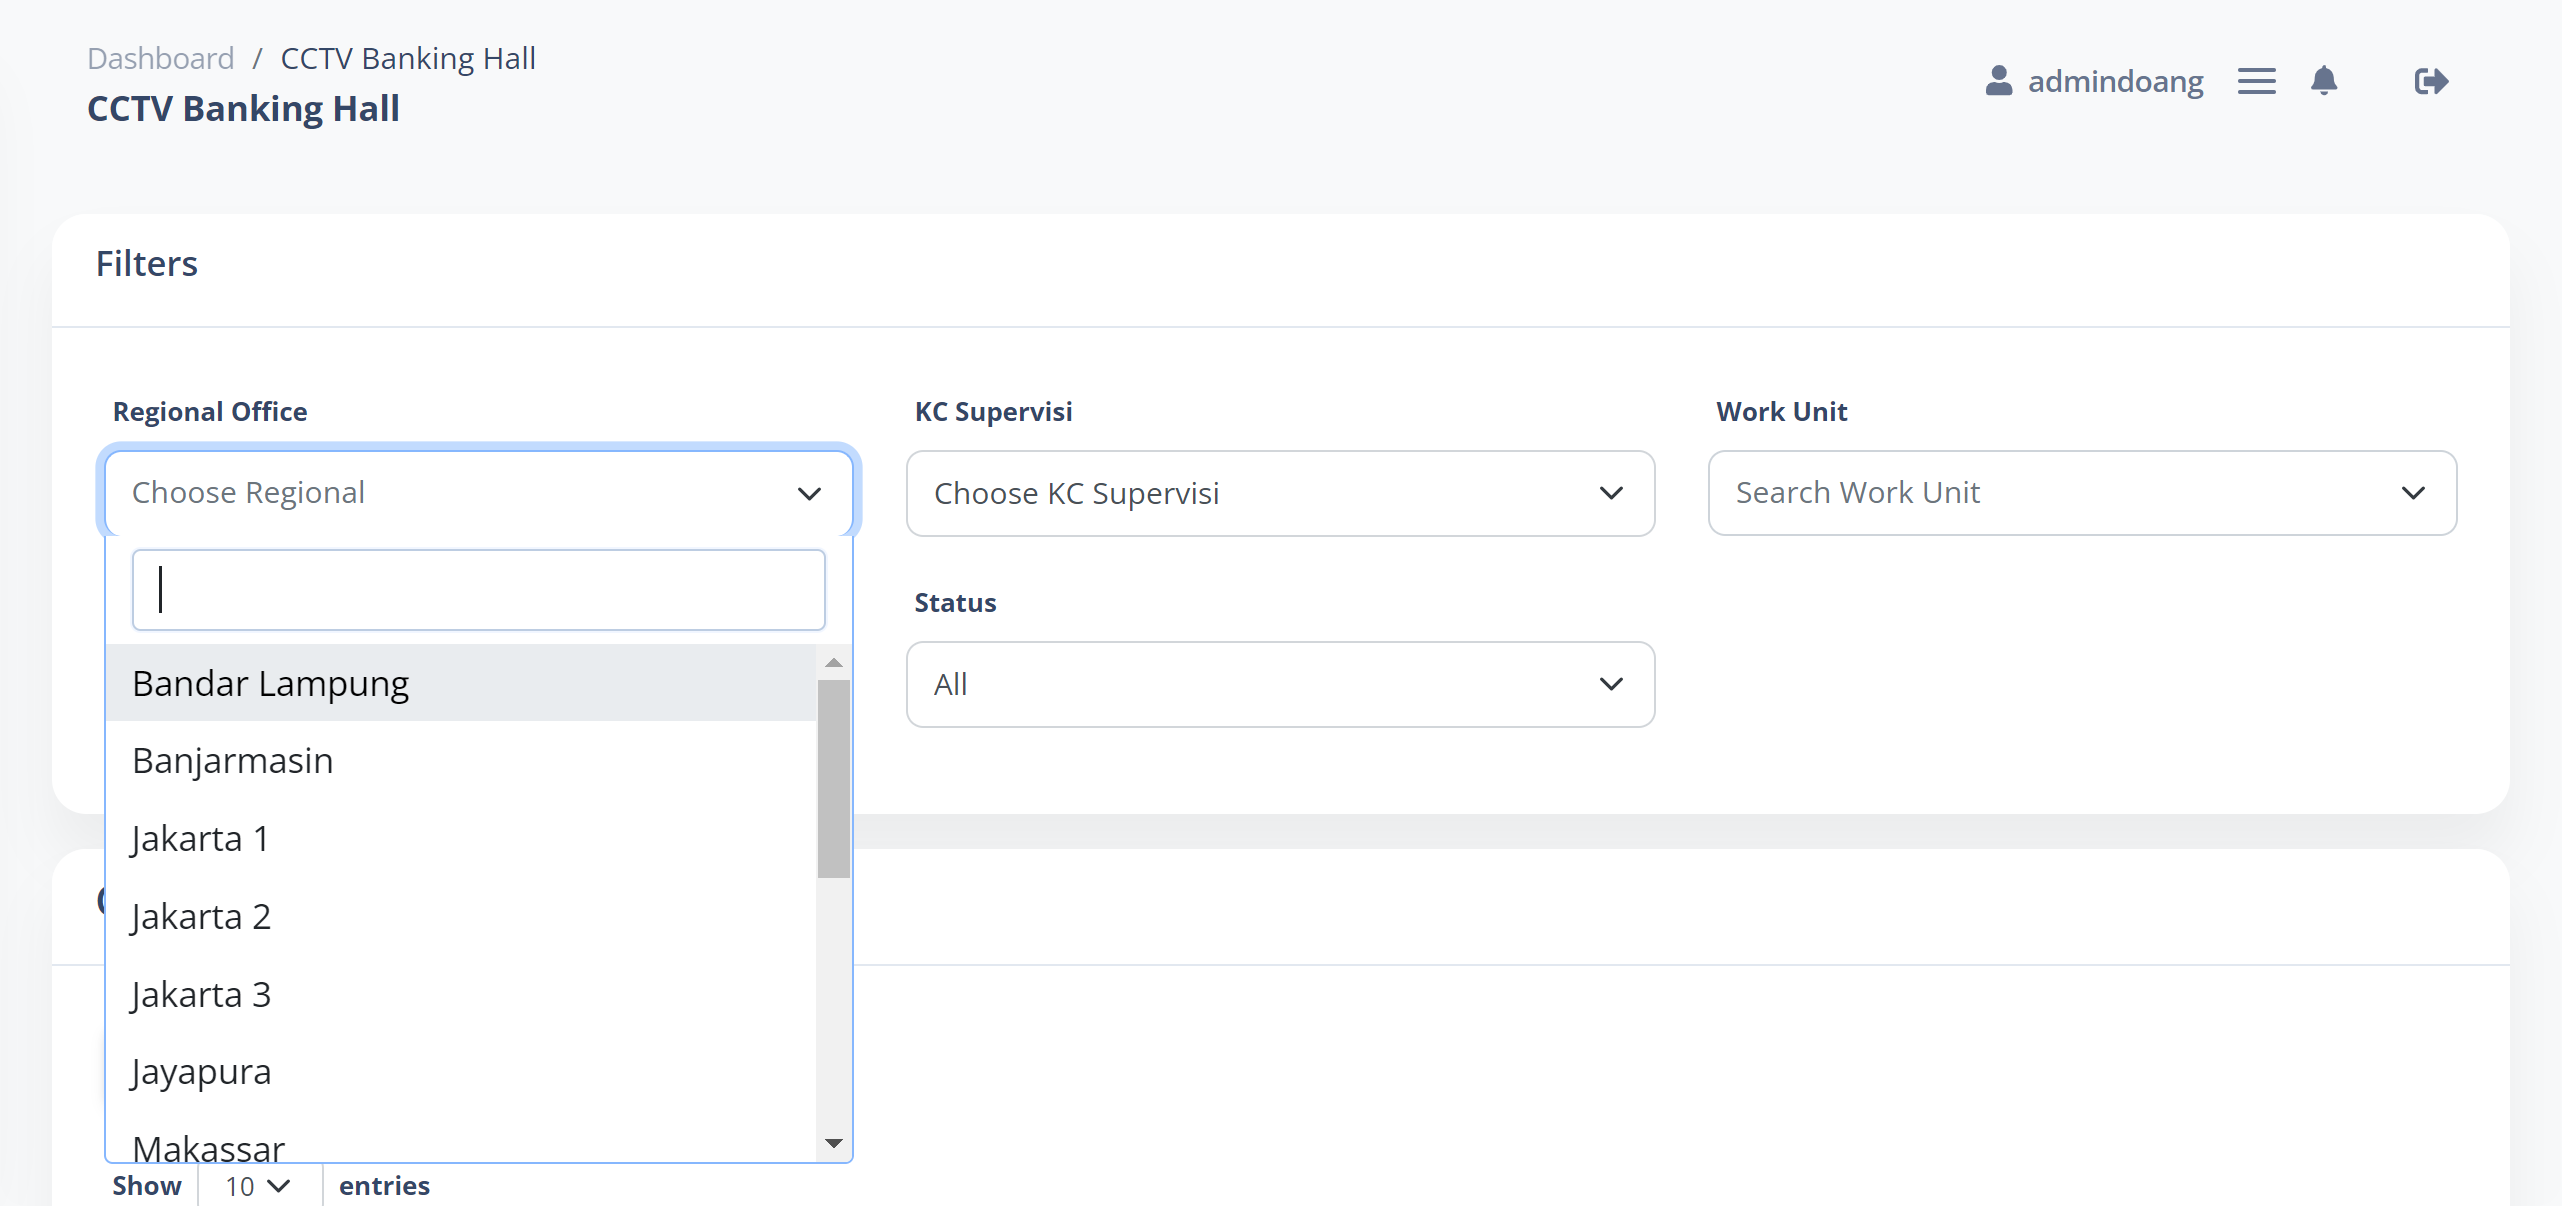 Dashboard / CCTV Banking Hall
CCTV Banking Hall
admindoang
Filters
Regional Office
KC Supervisi
Work Unit
Choose Regional
Choose KC Supervisi
Search Work Unit
Status
All
Bandar Lampung
Banjarmasin
Jakarta 1
Jakarta 2
Jakarta 3
Jayapura
Makassar
Show 10 entries